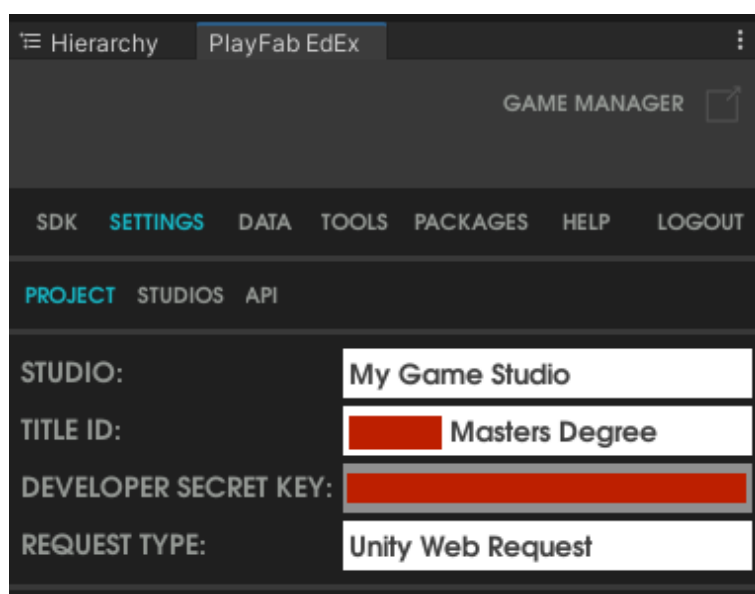 Hierarchy PlayFab EdEx
GAME MANAGER
SDK SETTINGS DATA TOOLS PACKAGES HELP LOGOUT
PROJECT STUDIOS API
STUDIO: My Game Studio
TITLE ID: Masters Degree
DEVELOPER SECRET KEY:
REQUEST TYPE: Unity Web Request